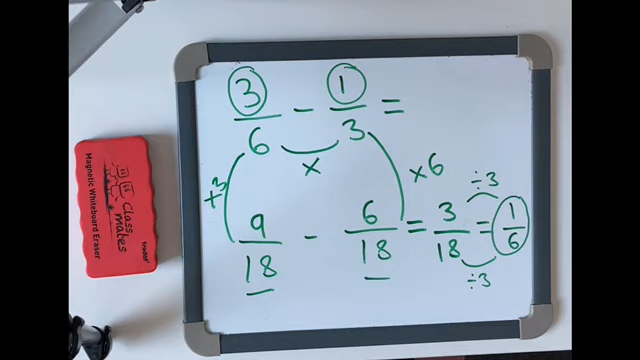 3/6 - 1/3 =
×
×3
×6
9/18 - 6/18 = 3/18 = 1/6
÷3
÷3
Magnetic Whiteboard Eraser
Class
mates